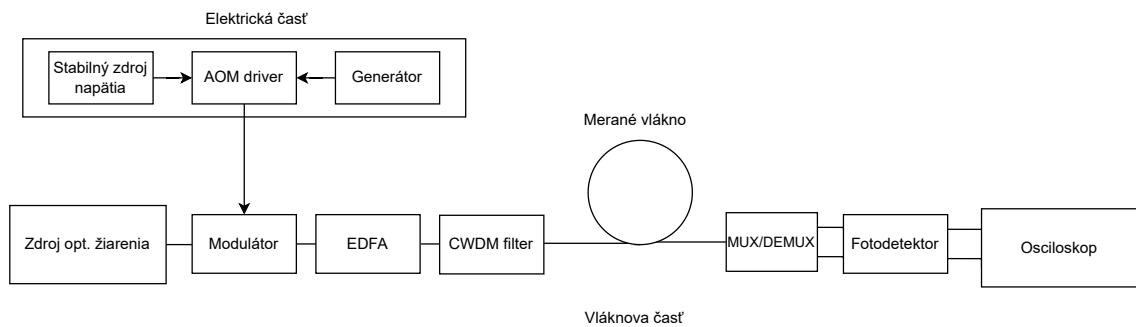 Elektrická časť
Stabilný zdroj
napätia
AOM driver
Generátor
Merané vlákno
Zdroj opt. žiarenia
Modulátor
EDFA
CWDM filter
MUX/DEMUX
Fotodetektor
Osciloskop
Vláknova časť